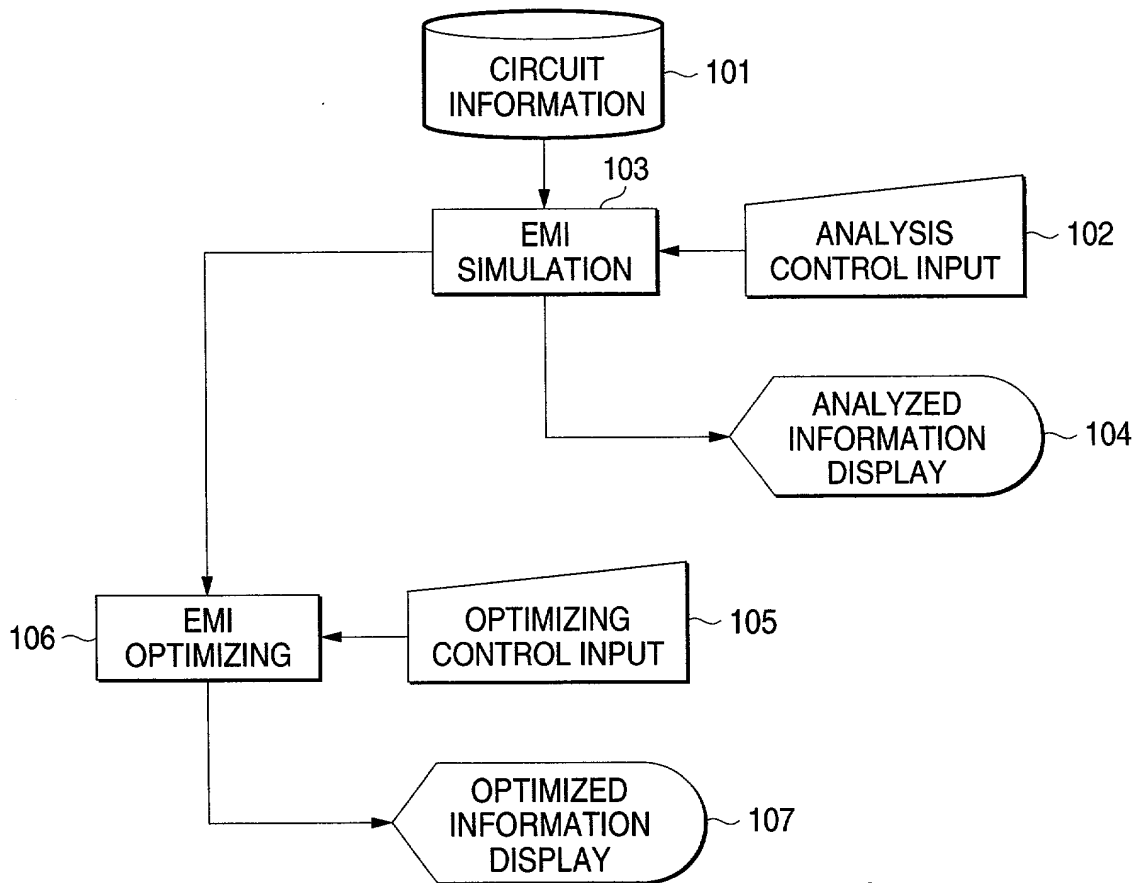 CIRCUIT
INFORMATION
101
103
EMI
SIMULATION
ANALYSIS
CONTROL INPUT
102
ANALYZED
INFORMATION
DISPLAY
104
106
EMI
OPTIMIZING
OPTIMIZING
CONTROL INPUT
105
OPTIMIZED
INFORMATION
DISPLAY
107